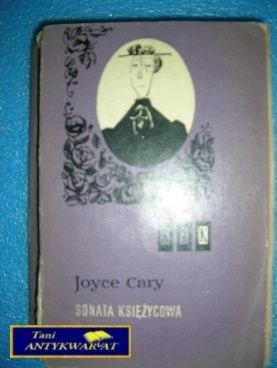 Joyce Cary
SONATA KSIĘŻYCOWA
Tani
ANTYKWARIAT